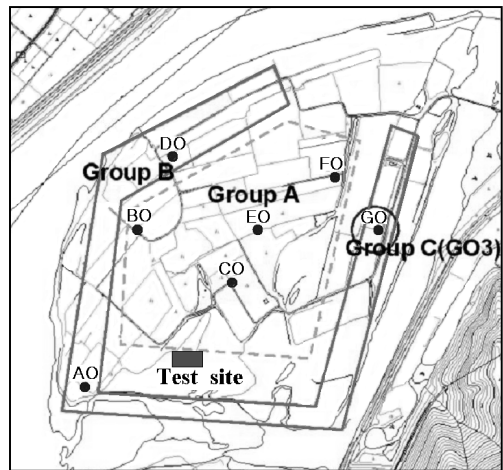 DO
Group B
FO
Group A
BO
EO
GO
Group C(GO3)
CO
Test site
AO